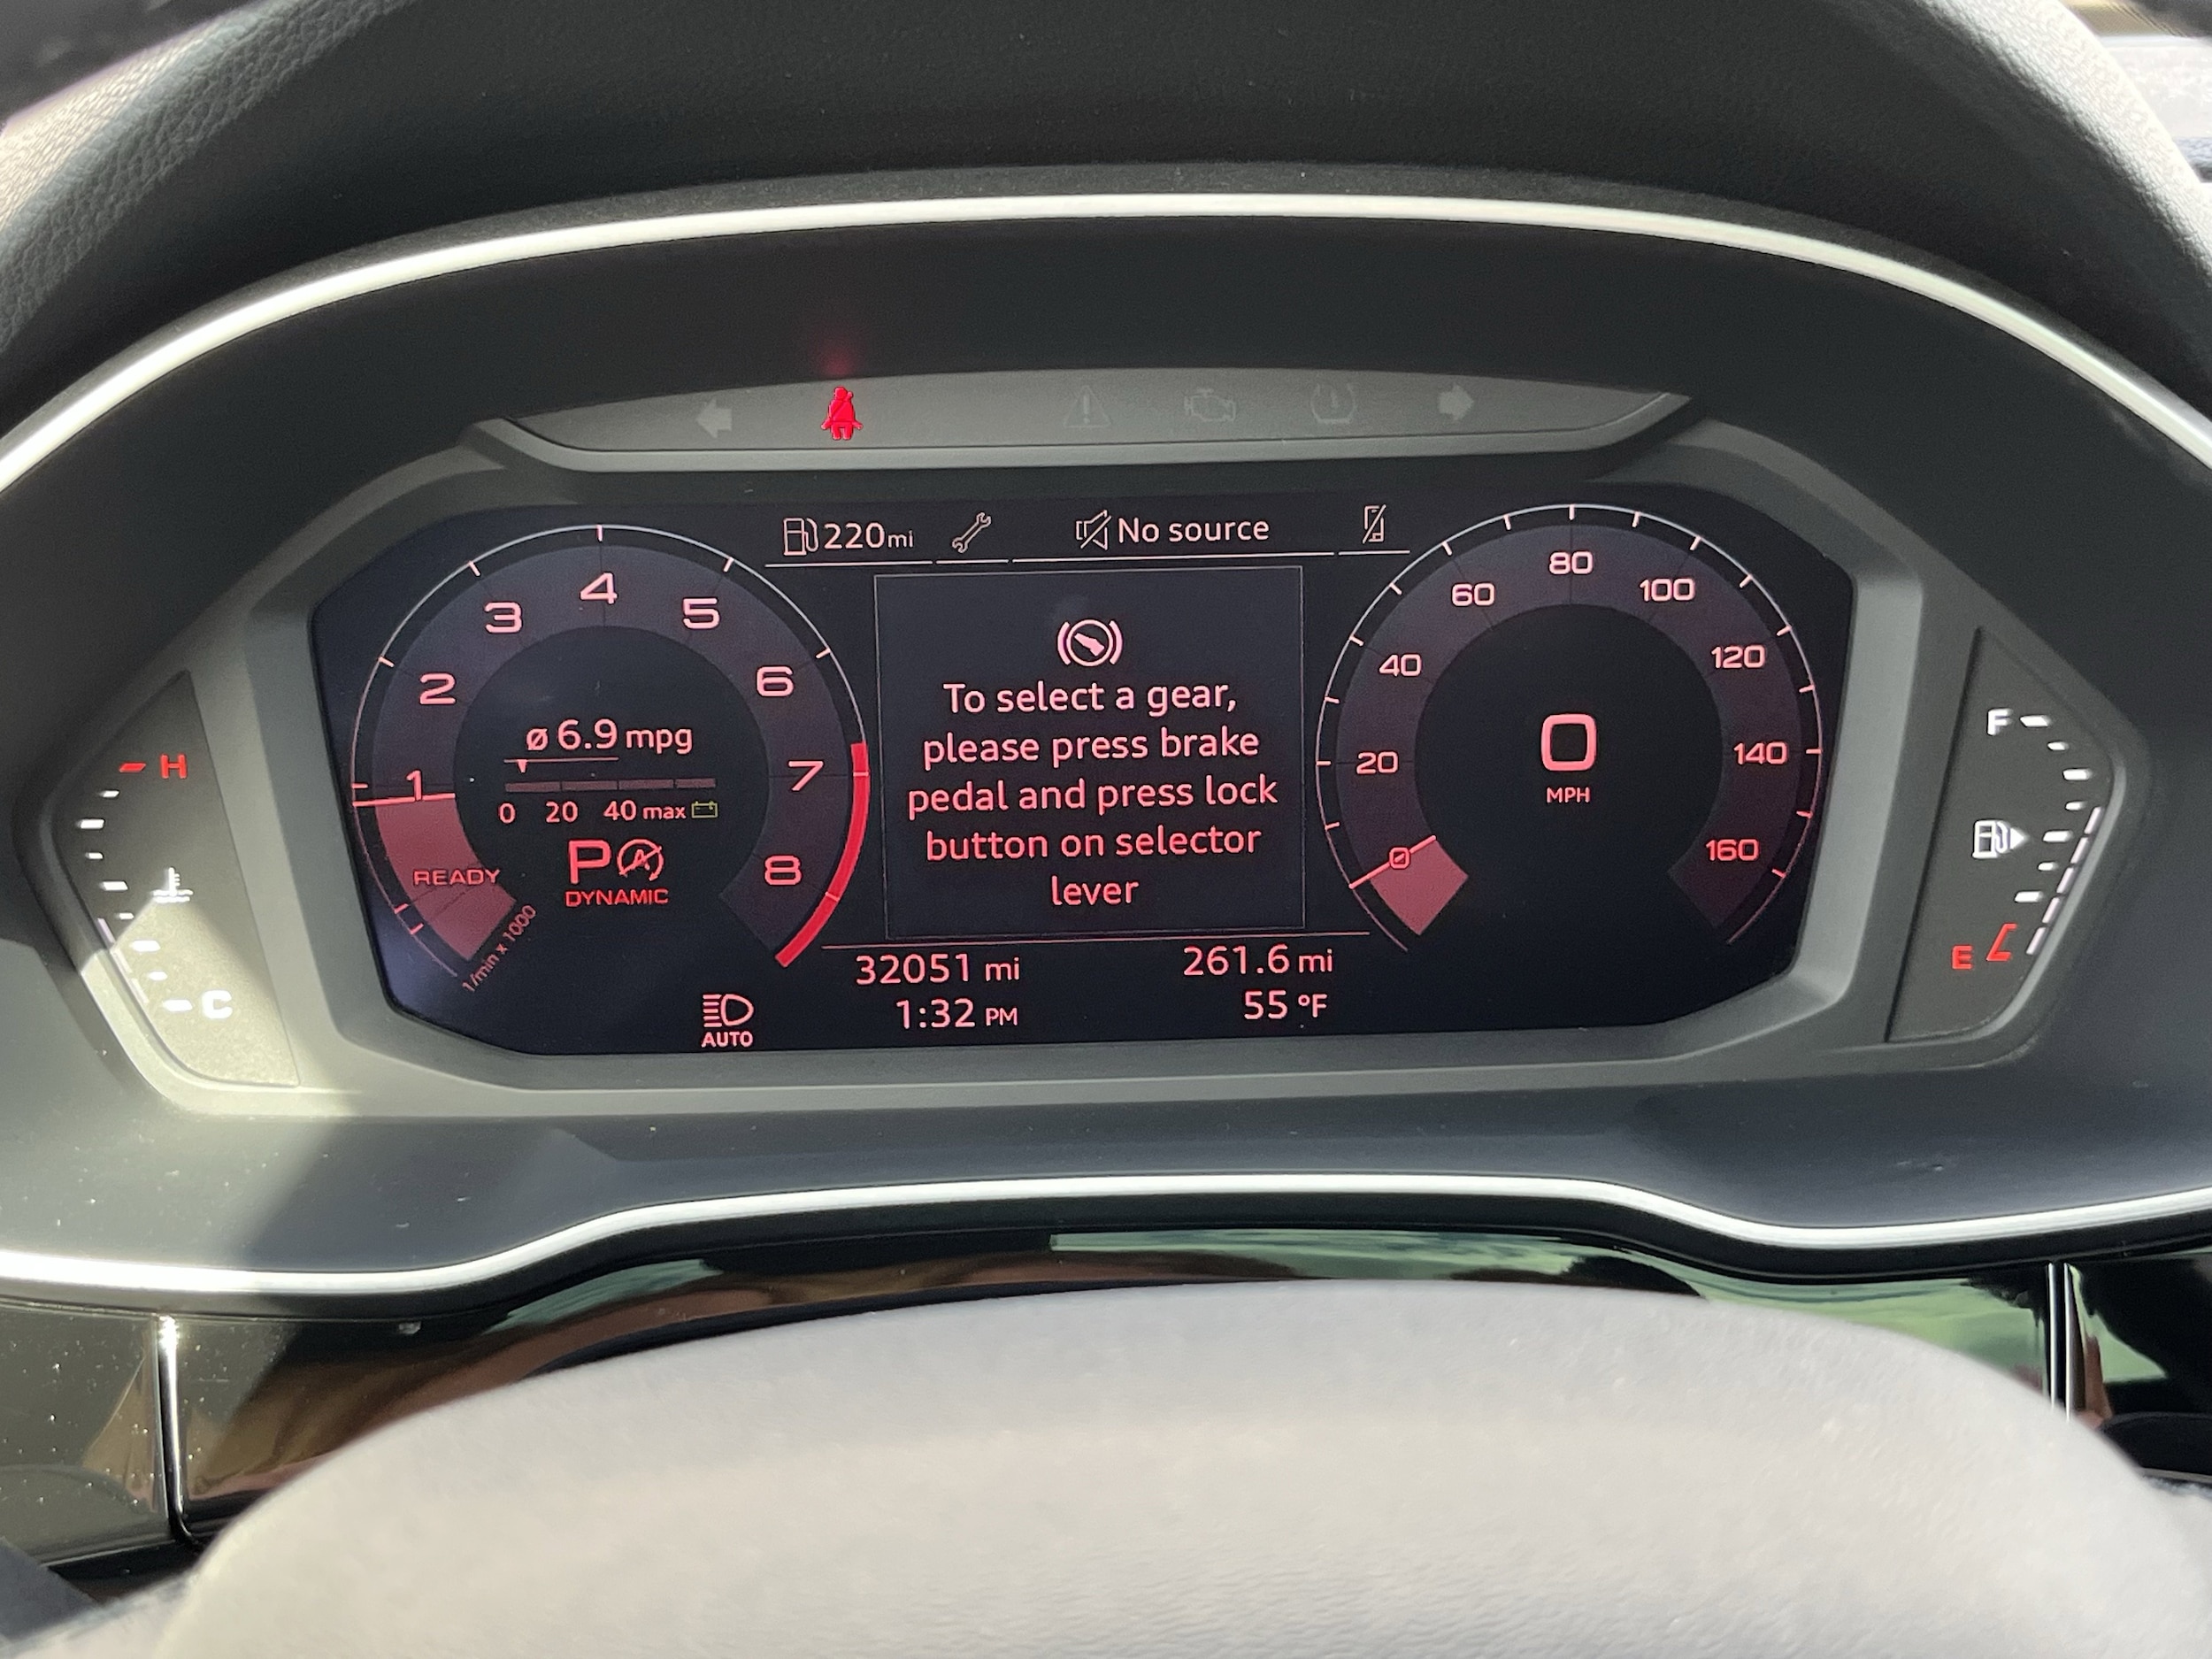 220mi
No source
4
3
5
2
6
1
7
8
ø 6.9 mpg
0 20 40 max
READY
P
A
DYNAMIC
1/min x 1000
To select a gear,
please press brake
pedal and press lock
button on selector
lever
80
60
100
40
120
20
140
0
160
0
MPH
32051 mi
261.6 mi
1:32 PM
55 °F
AUTO
H
C
F
E